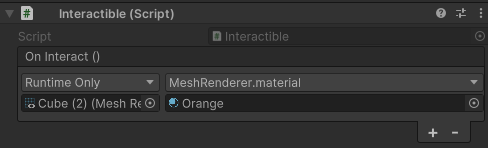 Interactible (Script)
Script Interactible
On Interact ()
Runtime Only MeshRenderer.material
Cube (2) (Mesh Re Orange
+ -